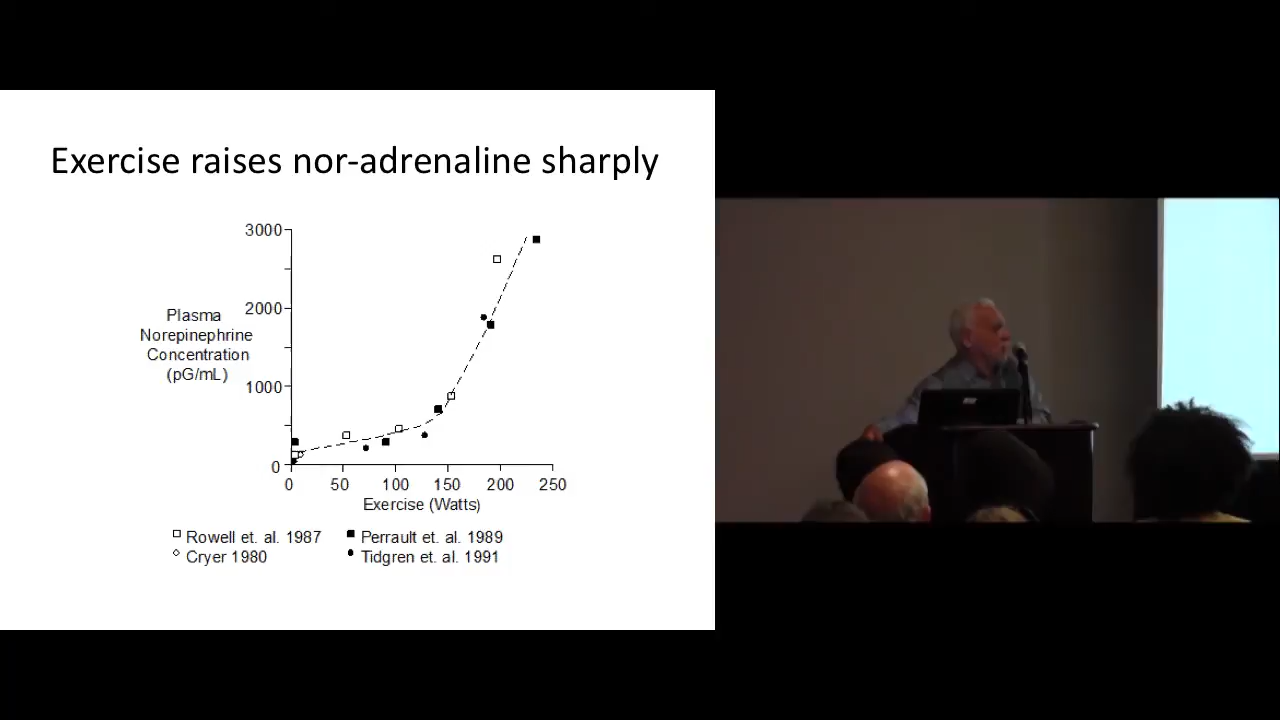 Exercise raises nor-adrenaline sharply
3000
2000
1000
0
Plasma
Norepinephrine
Concentration
(pG/mL)
0 50 100 150 200 250
Exercise (Watts)
Rowell et. al. 1987
Perrault et. al. 1989
Cryer 1980
Tidgren et. al. 1991